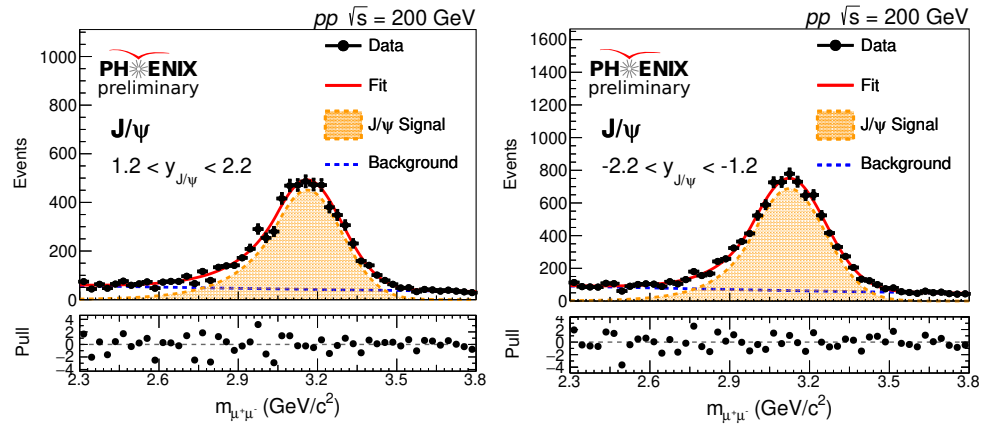 pp √s = 200 GeV
PHENIX
preliminary
J/ψ
1.2 < y_J/ψ < 2.2
Data
Fit
J/ψ Signal
Background
Events
1000
800
600
400
200
0
Pull
4
2
0
−2
−4
2.3 2.6 2.9 3.2 3.5 3.8
m_μ⁺μ⁻ (GeV/c²)
pp √s = 200 GeV
PHENIX
preliminary
J/ψ
-2.2 < y_J/ψ < -1.2
Data
Fit
J/ψ Signal
Background
Events
1600
1400
1200
1000
800
600
400
200
0
Pull
4
2
0
−2
−4
2.3 2.6 2.9 3.2 3.5 3.8
m_μ⁺μ⁻ (GeV/c²)